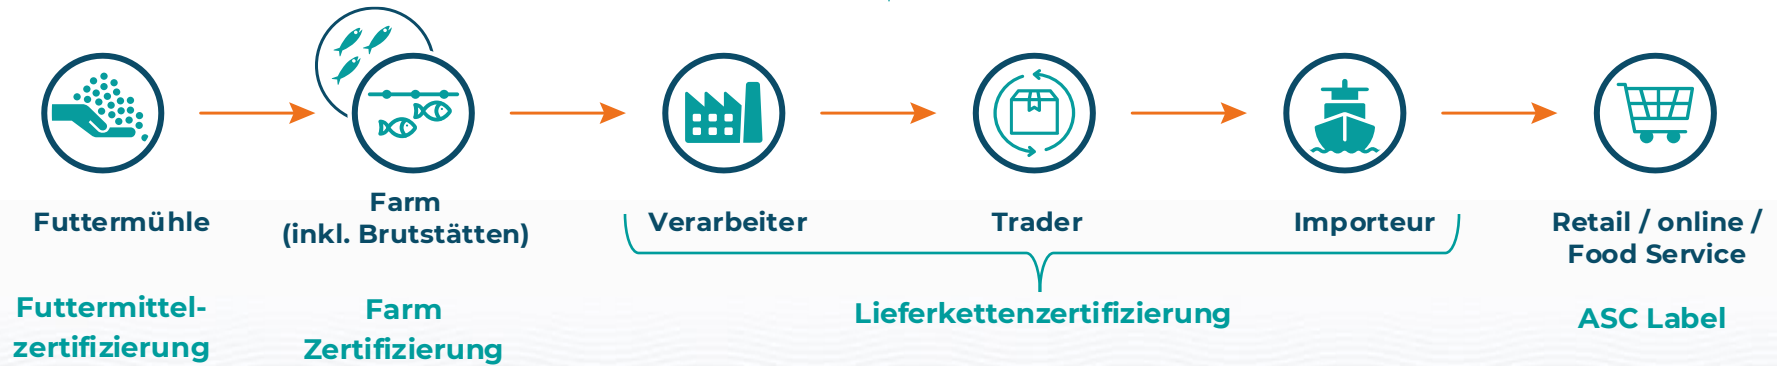 Futtermühle
Farm
(inkl. Brutstätten)
Verarbeiter
Trader
Importeur
Retail / online /
Food Service
Futtermittel-
zertifizierung
Farm
Zertifizierung
Lieferkettenzertifizierung
ASC Label